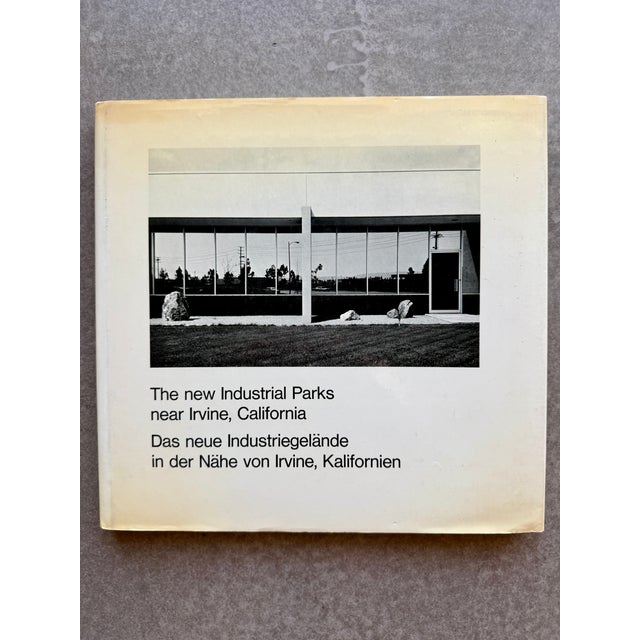 The new Industrial Parks
near Irvine, California
Das neue Industriegelände
in der Nähe von Irvine, Kalifornien